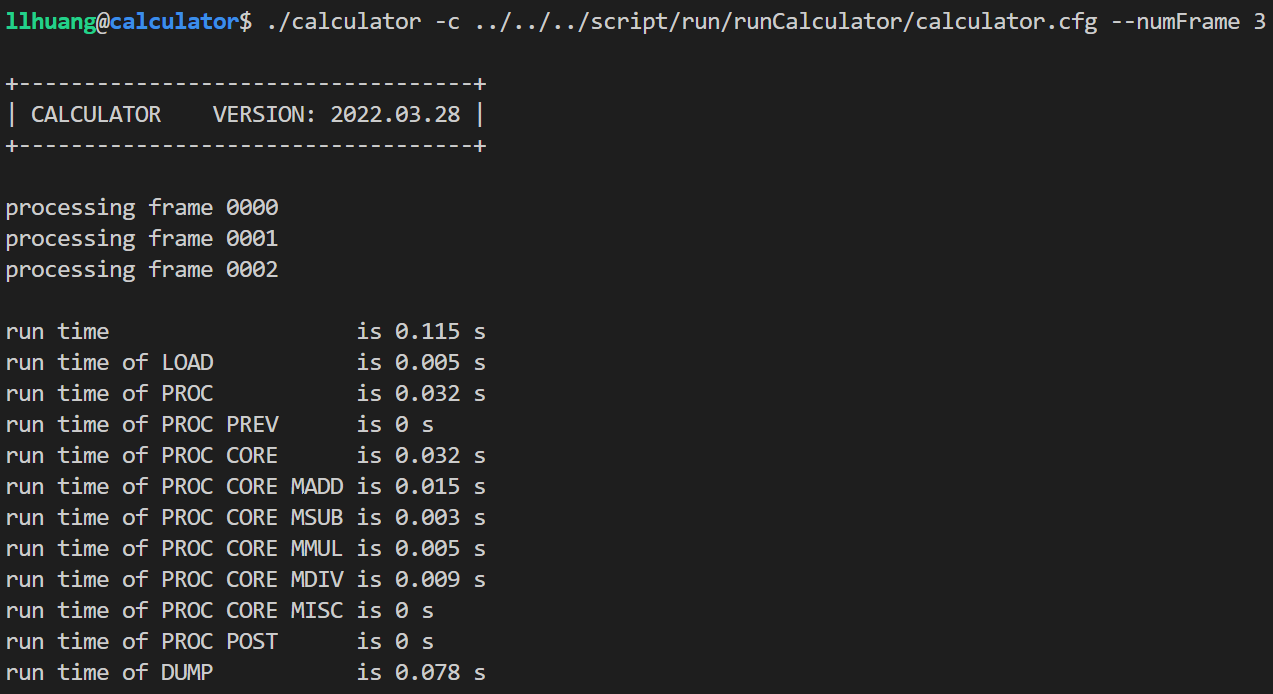 llhuang@calculator$ ./calculator -c ../../../script/run/runCalculator/calculator.cfg --numFrame 3
+-----------------------------------+
| CALCULATOR    VERSION: 2022.03.28 |
+-----------------------------------+
processing frame 0000
processing frame 0001
processing frame 0002
run time                   is 0.115 s
run time of LOAD           is 0.005 s
run time of PROC           is 0.032 s
run time of PROC PREV      is 0 s
run time of PROC CORE      is 0.032 s
run time of PROC CORE MADD is 0.015 s
run time of PROC CORE MSUB is 0.003 s
run time of PROC CORE MMUL is 0.005 s
run time of PROC CORE MDIV is 0.009 s
run time of PROC CORE MISC is 0 s
run time of PROC POST      is 0 s
run time of DUMP           is 0.078 s